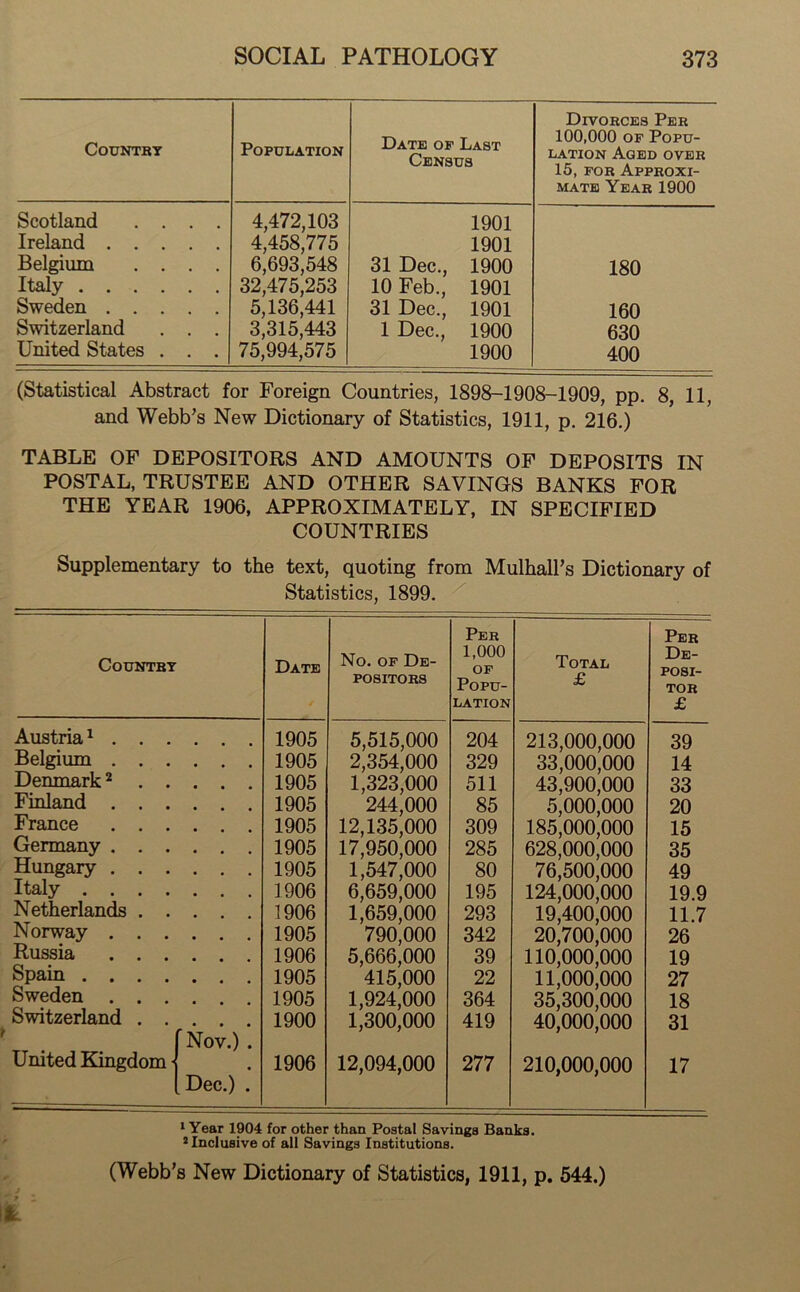 SOCIAL PATHOLOGY 373
Country Population Date of Last Census Divorces Per 100,000 of Popu-lation Aged over 15, for Approxi-mate Year 1900
Scotland . . . . 4,472,103 1901
Ireland . . . . . 4,458,775 1901
Belgium . . . . 6,693,548 31 Dec., 1900 180
Italy . . . . . . 32,475,253 10 Feb., 1901
Sweden . . . . . 5,136,441 31 Dec., 1901 160
Switzerland . . . 3,315,443 1 Dec., 1900 630
United States . . . 75,994,575 1900 400
(Statistical Abstract for Foreign Countries, 1898-1908-1909, pp. 8, 11,
and Webb's New Dictionary of Statistics, 1911, p. 216.)
TABLE OF DEPOSITORS AND AMOUNTS OF DEPOSITS IN
POSTAL, TRUSTEE AND OTHER SAVINGS BANKS FOR
THE YEAR 1906, APPROXIMATELY, IN SPECIFIED
COUNTRIES
Supplementary to the text, quoting from Mulhall's Dictionary of
Statistics, 1899.
Country Date No. of De-positors Per 1,000 of Popu-lation Total £ Per De-posi-tor £
Austria¹ . . . . . . 1905 5,515,000 204 213,000,000 39
Belgium . . . . . . 1905 2,354,000 329 33,000,000 14
Denmark² . . . . . 1905 1,323,000 511 43,900,000 33
Finland . . . . . . 1905 244,000 85 5,000,000 20
France . . . . . . 1905 12,135,000 309 185,000,000 15
Germany . . . . . . 1905 17,950,000 285 628,000,000 35
Hungary . . . . . . 1905 1,547,000 80 76,500,000 49
Italy . . . . . . . 1906 6,659,000 195 124,000,000 19.9
Netherlands . . . . . 1906 1,659,000 293 19,400,000 11.7
Norway . . . . . . 1905 790,000 342 20,700,000 26
Russia . . . . . . 1906 5,666,000 39 110,000,000 19
Spain . . . . . . . 1905 415,000 22 11,000,000 27
Sweden . . . . . . 1905 1,924,000 364 35,300,000 18
Switzerland . . . . . 1900 1,300,000 419 40,000,000 31
Nov.) .
United Kingdom { . 1906 12,094,000 277 210,000,000 17
Dec.) .
¹ Year 1904 for other than Postal Savings Banks.
² Inclusive of all Savings Institutions.
(Webb's New Dictionary of Statistics, 1911, p. 544.)